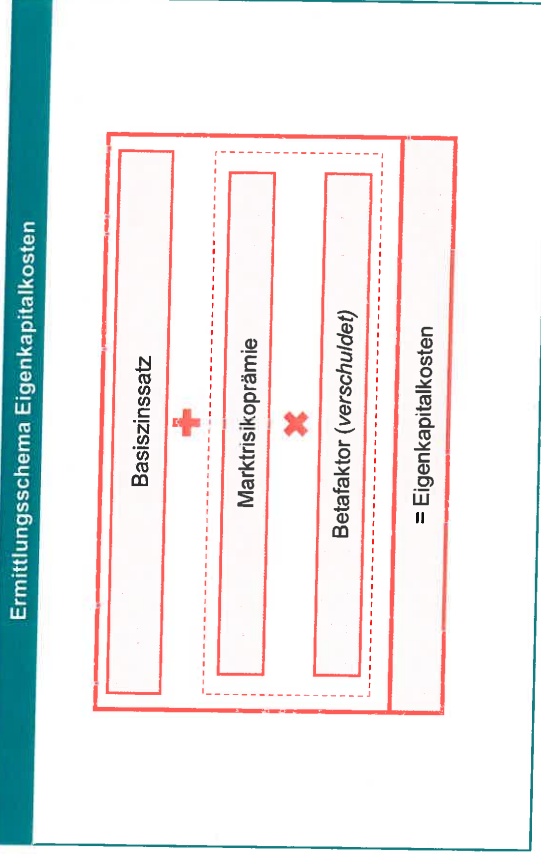 Ermittlungsschema Eigenkapitalkosten
Basiszinssatz
+
Marktrisikoprämie
×
Betafaktor (verschuldet)
= Eigenkapitalkosten